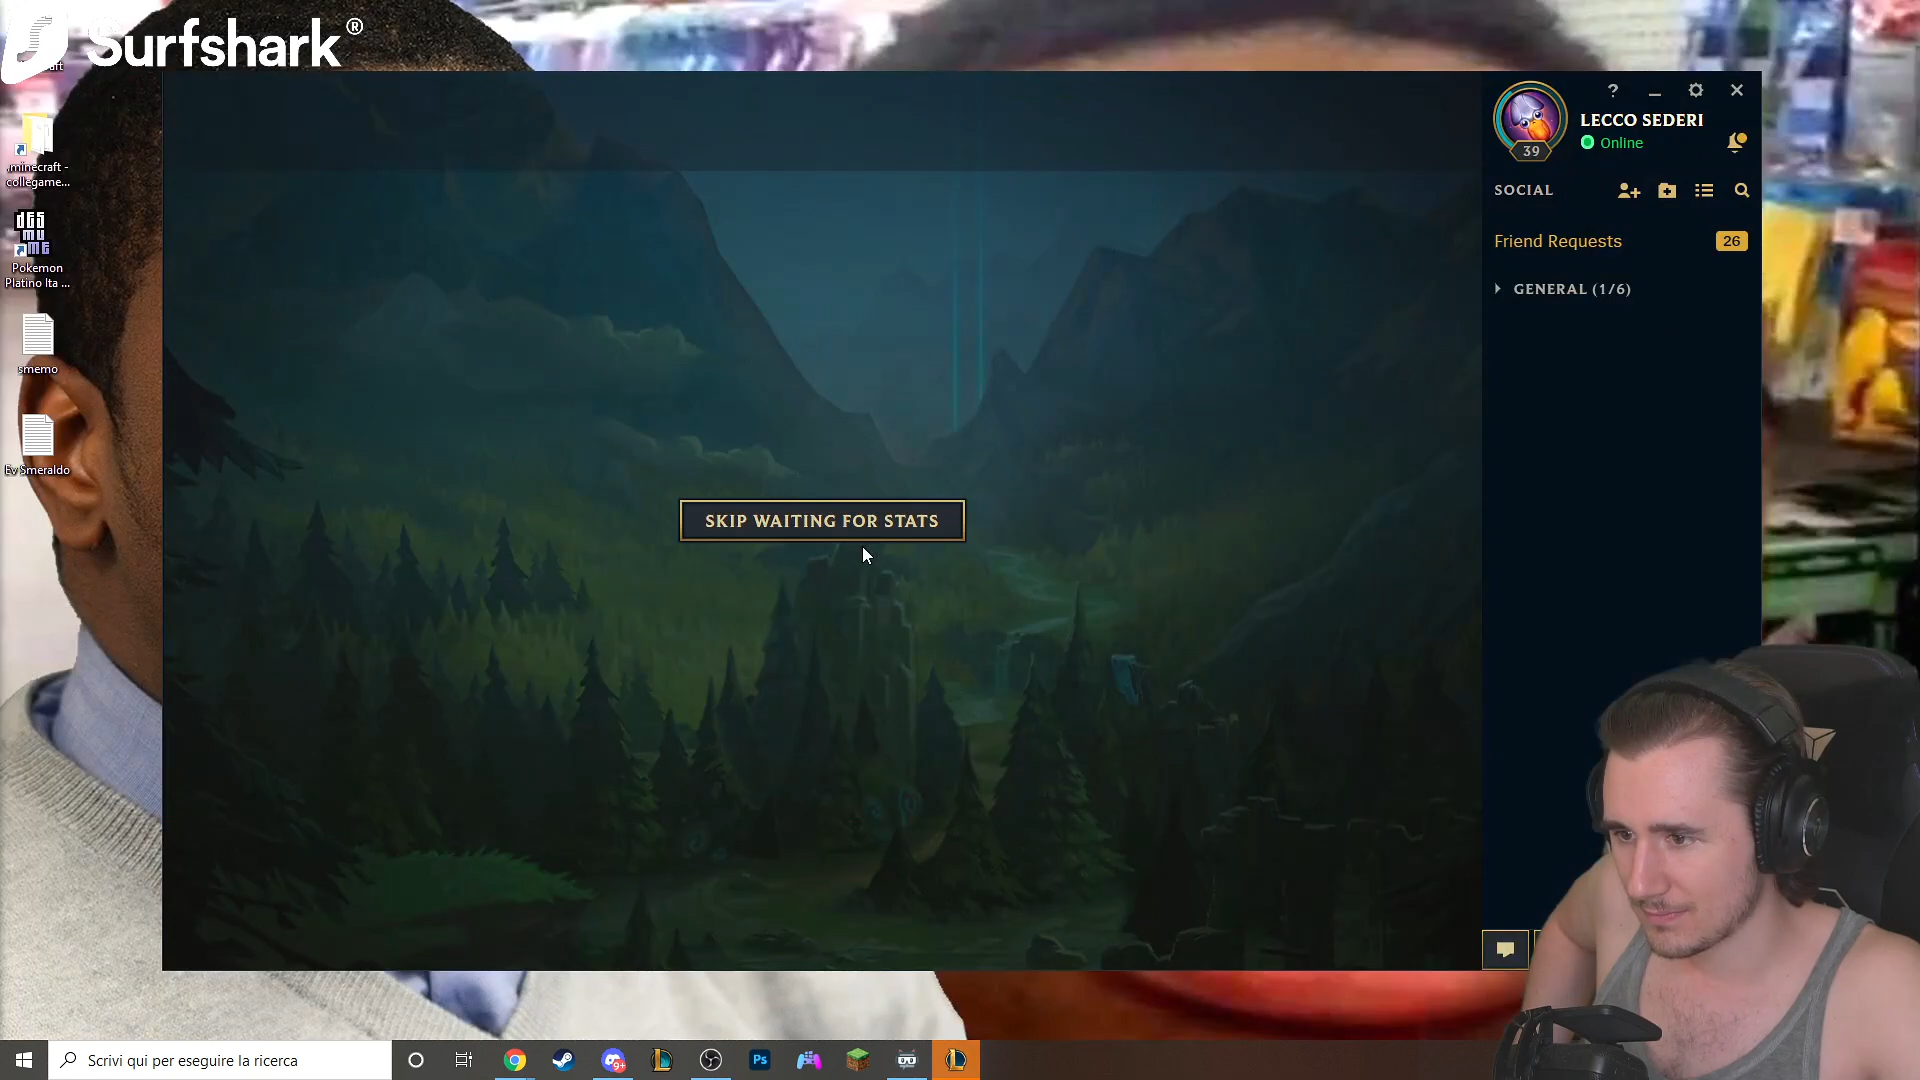 Surfshark®
.minecraft -
collegame...
Pokemon
Platino Ita ...
smemo
Ev Smeraldo
SKIP WAITING FOR STATS
?
LECCO SEDERI
39
Online
SOCIAL
Friend Requests
26
GENERAL (1/6)
Scrivi qui per eseguire la ricerca
9+
Ps